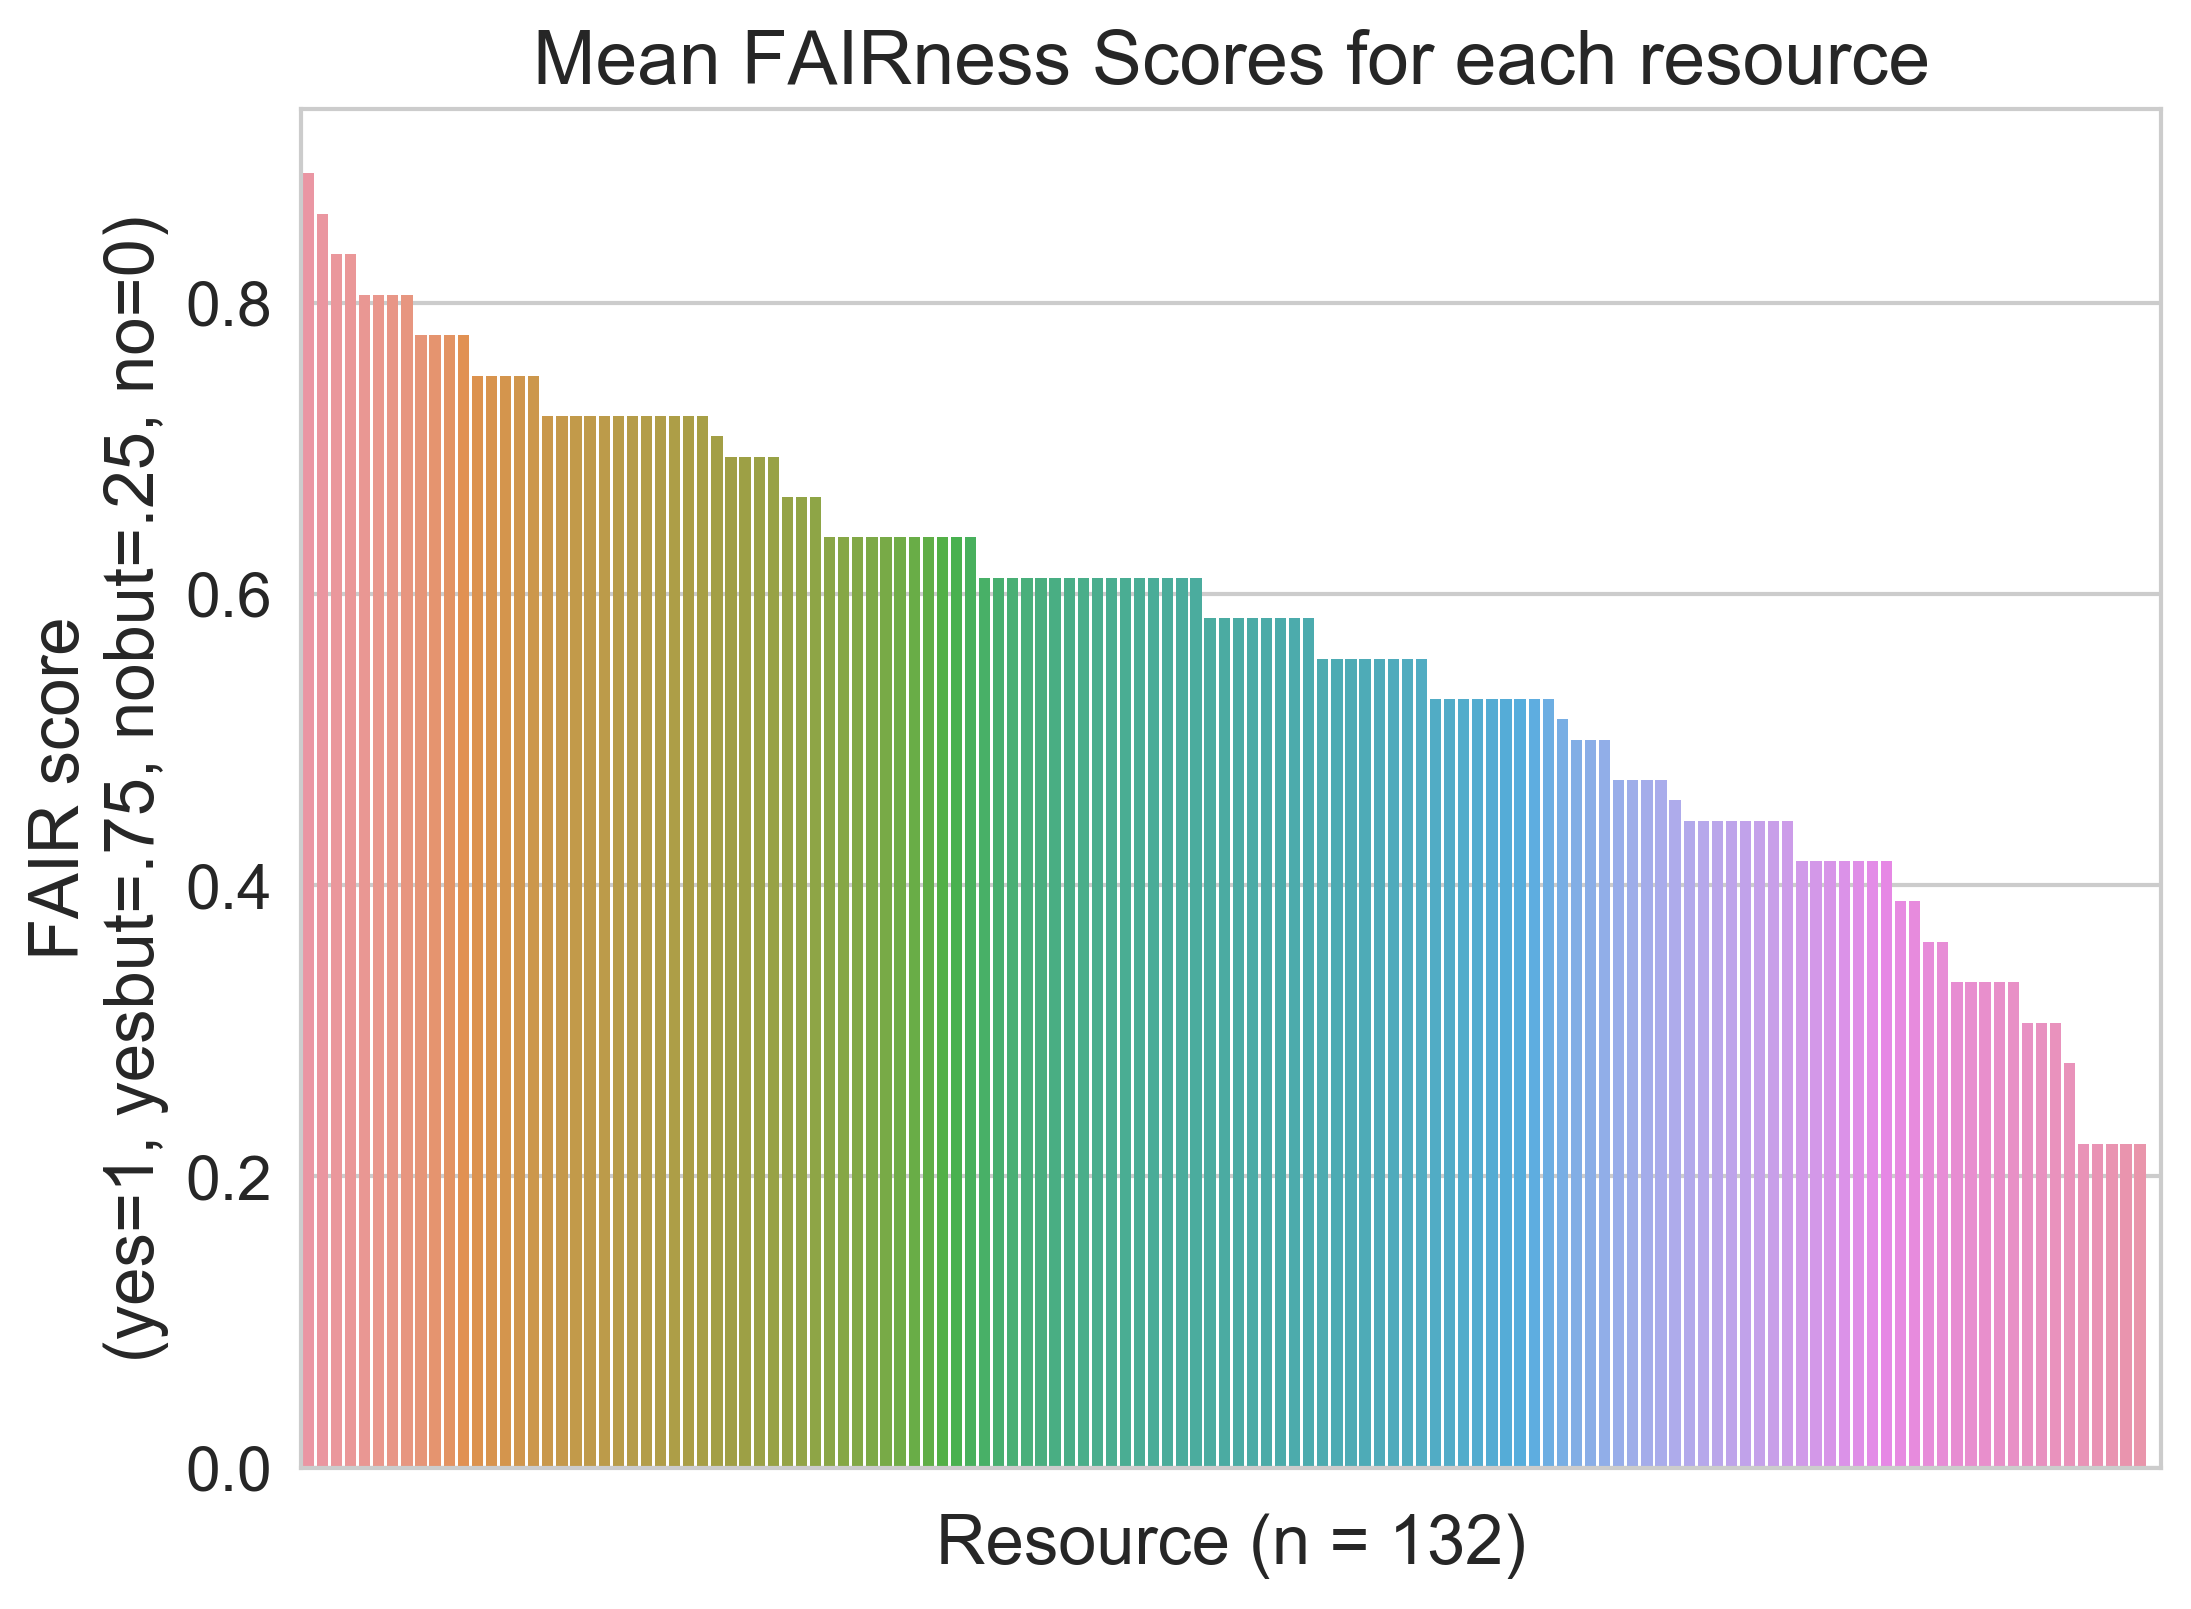 Mean FAIRness Scores for each resource
FAIR score
(yes=1, yesbut=.75, nobut=.25, no=0)
0.8
0.6
0.4
0.2
0.0
Resource (n = 132)